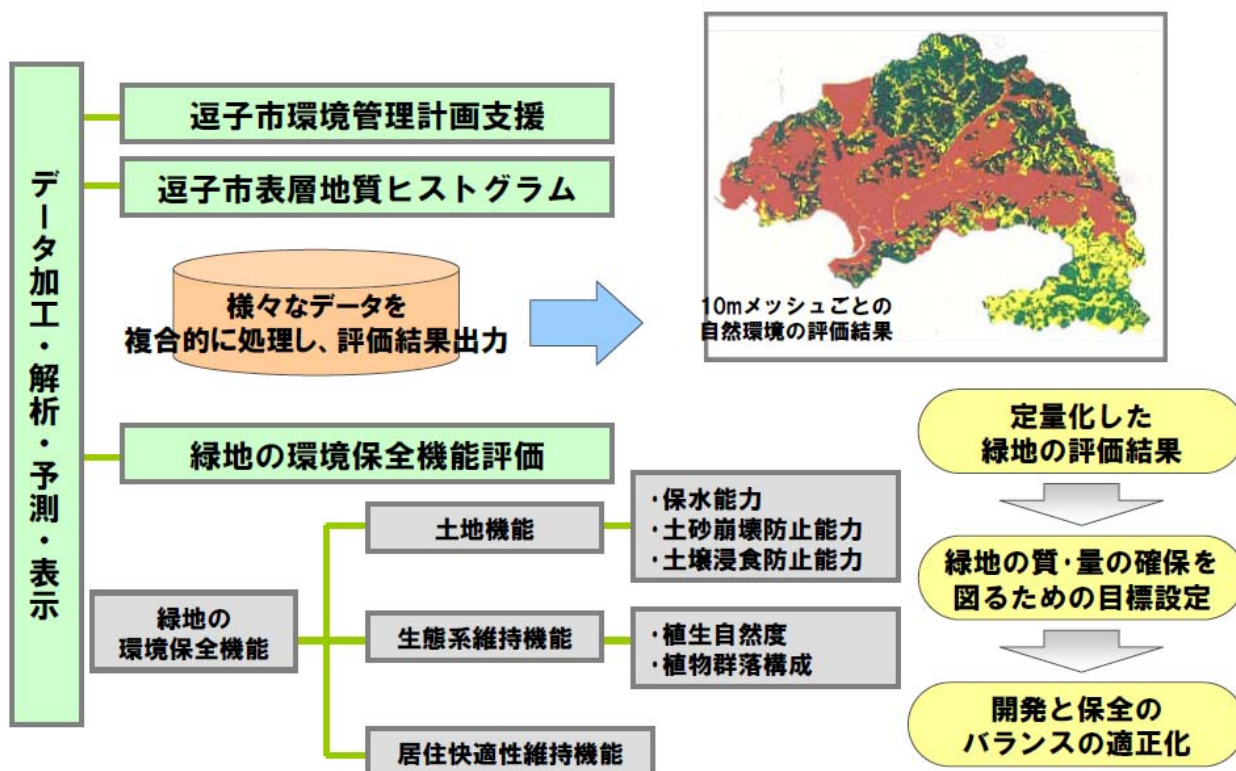 データ加工・解析・予測・表示
逗子市環境管理計画支援
逗子市表層地質ヒストグラム
様々なデータを
複合的に処理し、評価結果出力
10mメッシュごとの
自然環境の評価結果
緑地の環境保全機能評価
緑地の
環境保全機能
土地機能
・保水能力
・土砂崩壊防止能力
・土壌浸食防止能力
生態系維持機能
・植生自然度
・植物群落構成
居住快適性維持機能
定量化した
緑地の評価結果
緑地の質・量の確保を
図るための目標設定
開発と保全の
バランスの適正化